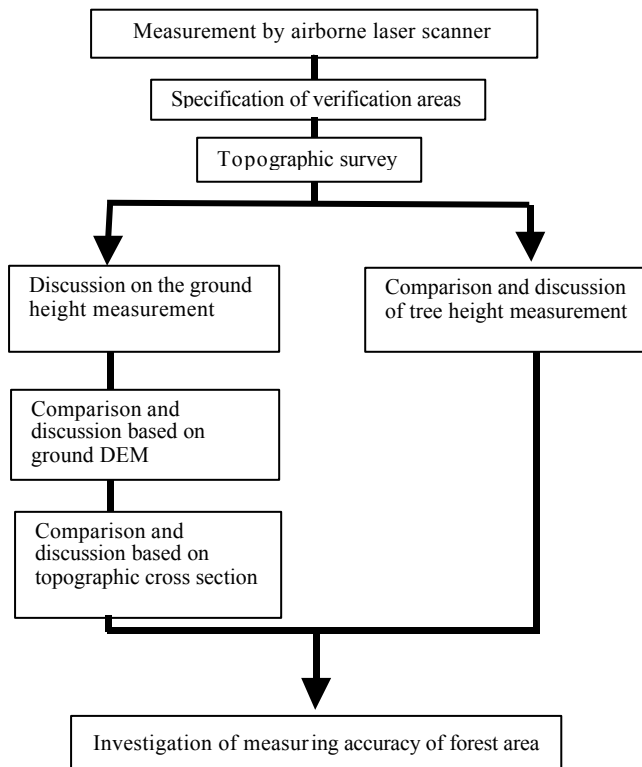 Measurement by airborne laser scanner
Specification of verification areas
Topographic survey
Discussion on the ground
height measurement
Comparison and
discussion based on
ground DEM
Comparison and
discussion based on
topographic cross section
Comparison and discussion
of tree height measurement
Investigation of measuring accuracy of forest area